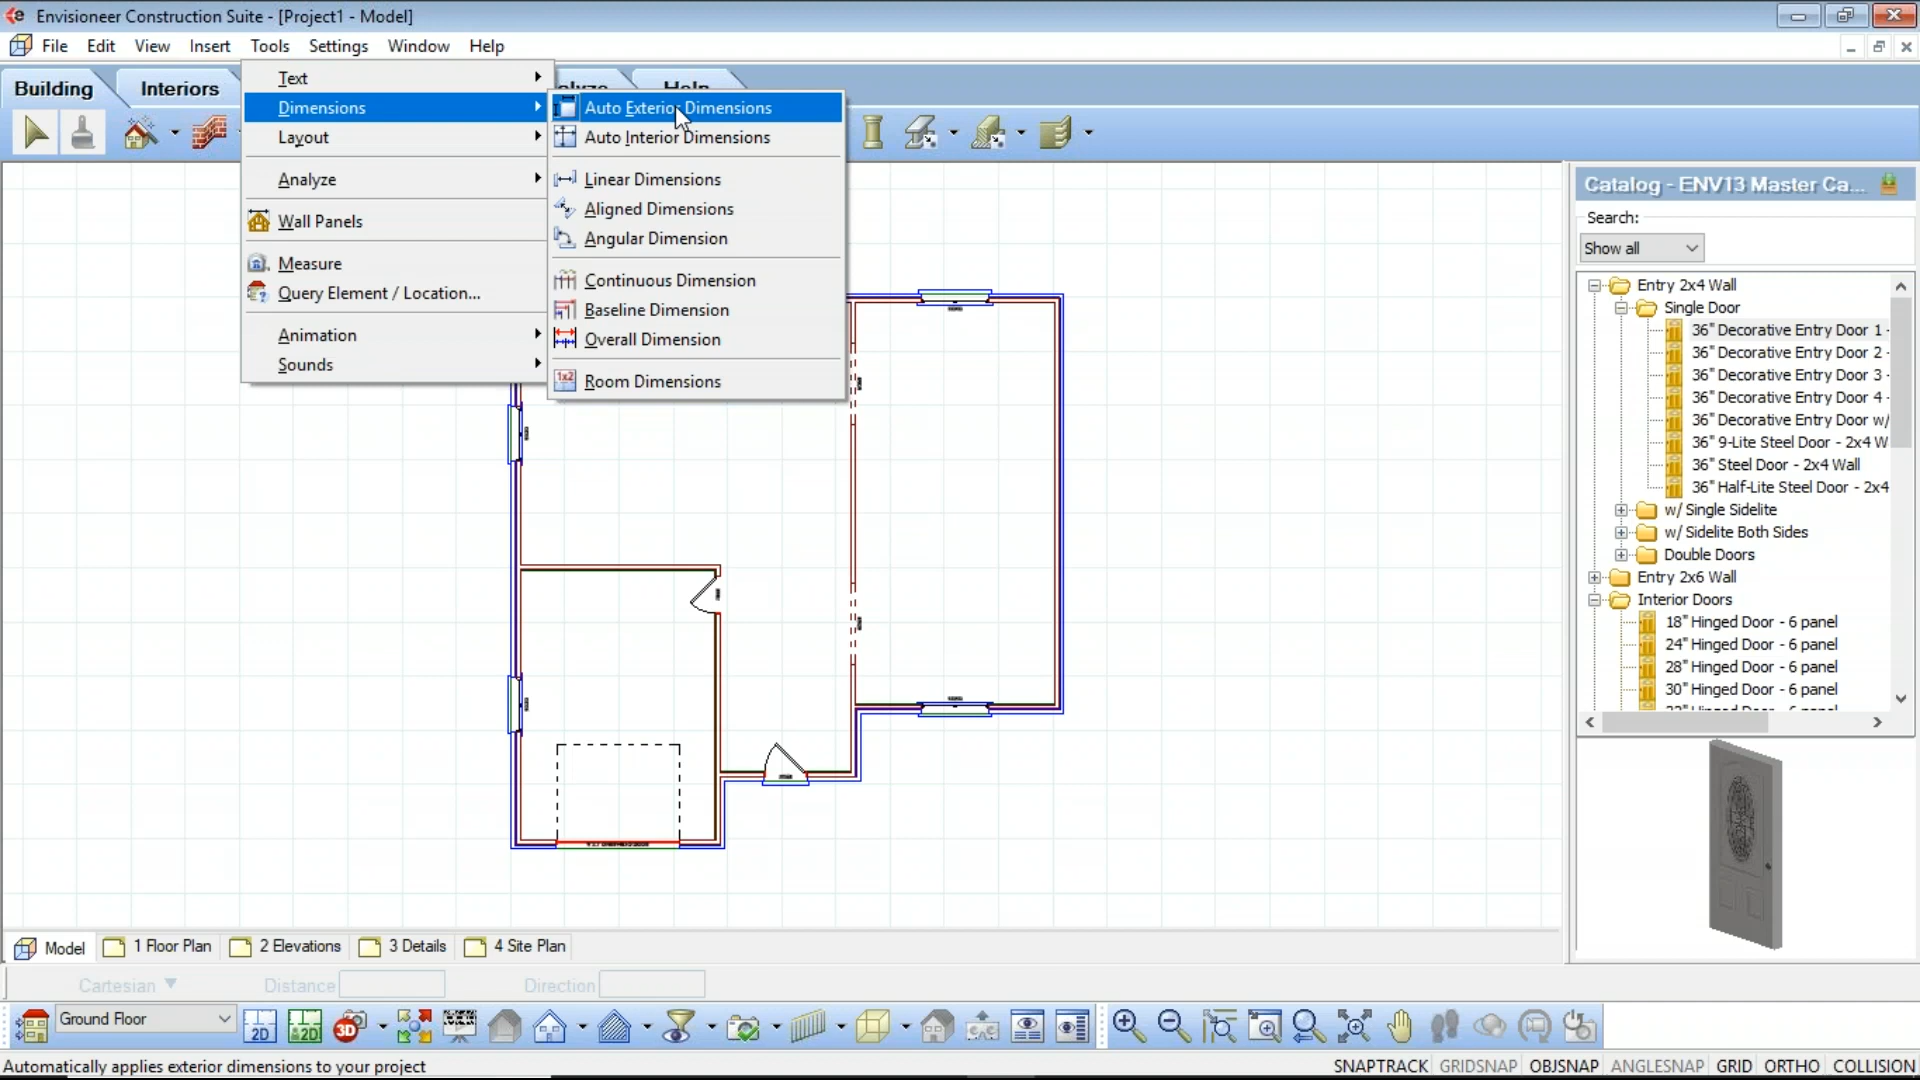 Envisioneer Construction Suite - [Project1 - Model]
File Edit View Insert Tools Settings Window Help
Building Interiors Help
Text
Dimensions
Layout
Analyze
Wall Panels
Measure
Query Element / Location...
Animation
Sounds
Auto Exterior Dimensions
Auto Interior Dimensions
Linear Dimensions
Aligned Dimensions
Angular Dimension
Continuous Dimension
Baseline Dimension
Overall Dimension
1x2 Room Dimensions
Catalog - ENV13 Master Ca...
Search:
Show all
Entry 2x4 Wall
Single Door
36" Decorative Entry Door 1 -
36" Decorative Entry Door 2 -
36" Decorative Entry Door 3 -
36" Decorative Entry Door 4 -
36" Decorative Entry Door w/
36" 9-Lite Steel Door - 2x4 W
36" Steel Door - 2x4 Wall
36" Half-Lite Steel Door - 2x4
w/ Single Sidelite
w/ Sidelite Both Sides
Double Doors
Entry 2x6 Wall
Interior Doors
18" Hinged Door - 6 panel
24" Hinged Door - 6 panel
28" Hinged Door - 6 panel
30" Hinged Door - 6 panel
Model 1 Floor Plan 2 Elevations 3 Details 4 Site Plan
Cartesian Distance Direction
Ground Floor 2D 2D 3D
Automatically applies exterior dimensions to your project
SNAPTRACK GRIDSNAP OBJSNAP ANGLESNAP GRID ORTHO COLLISION